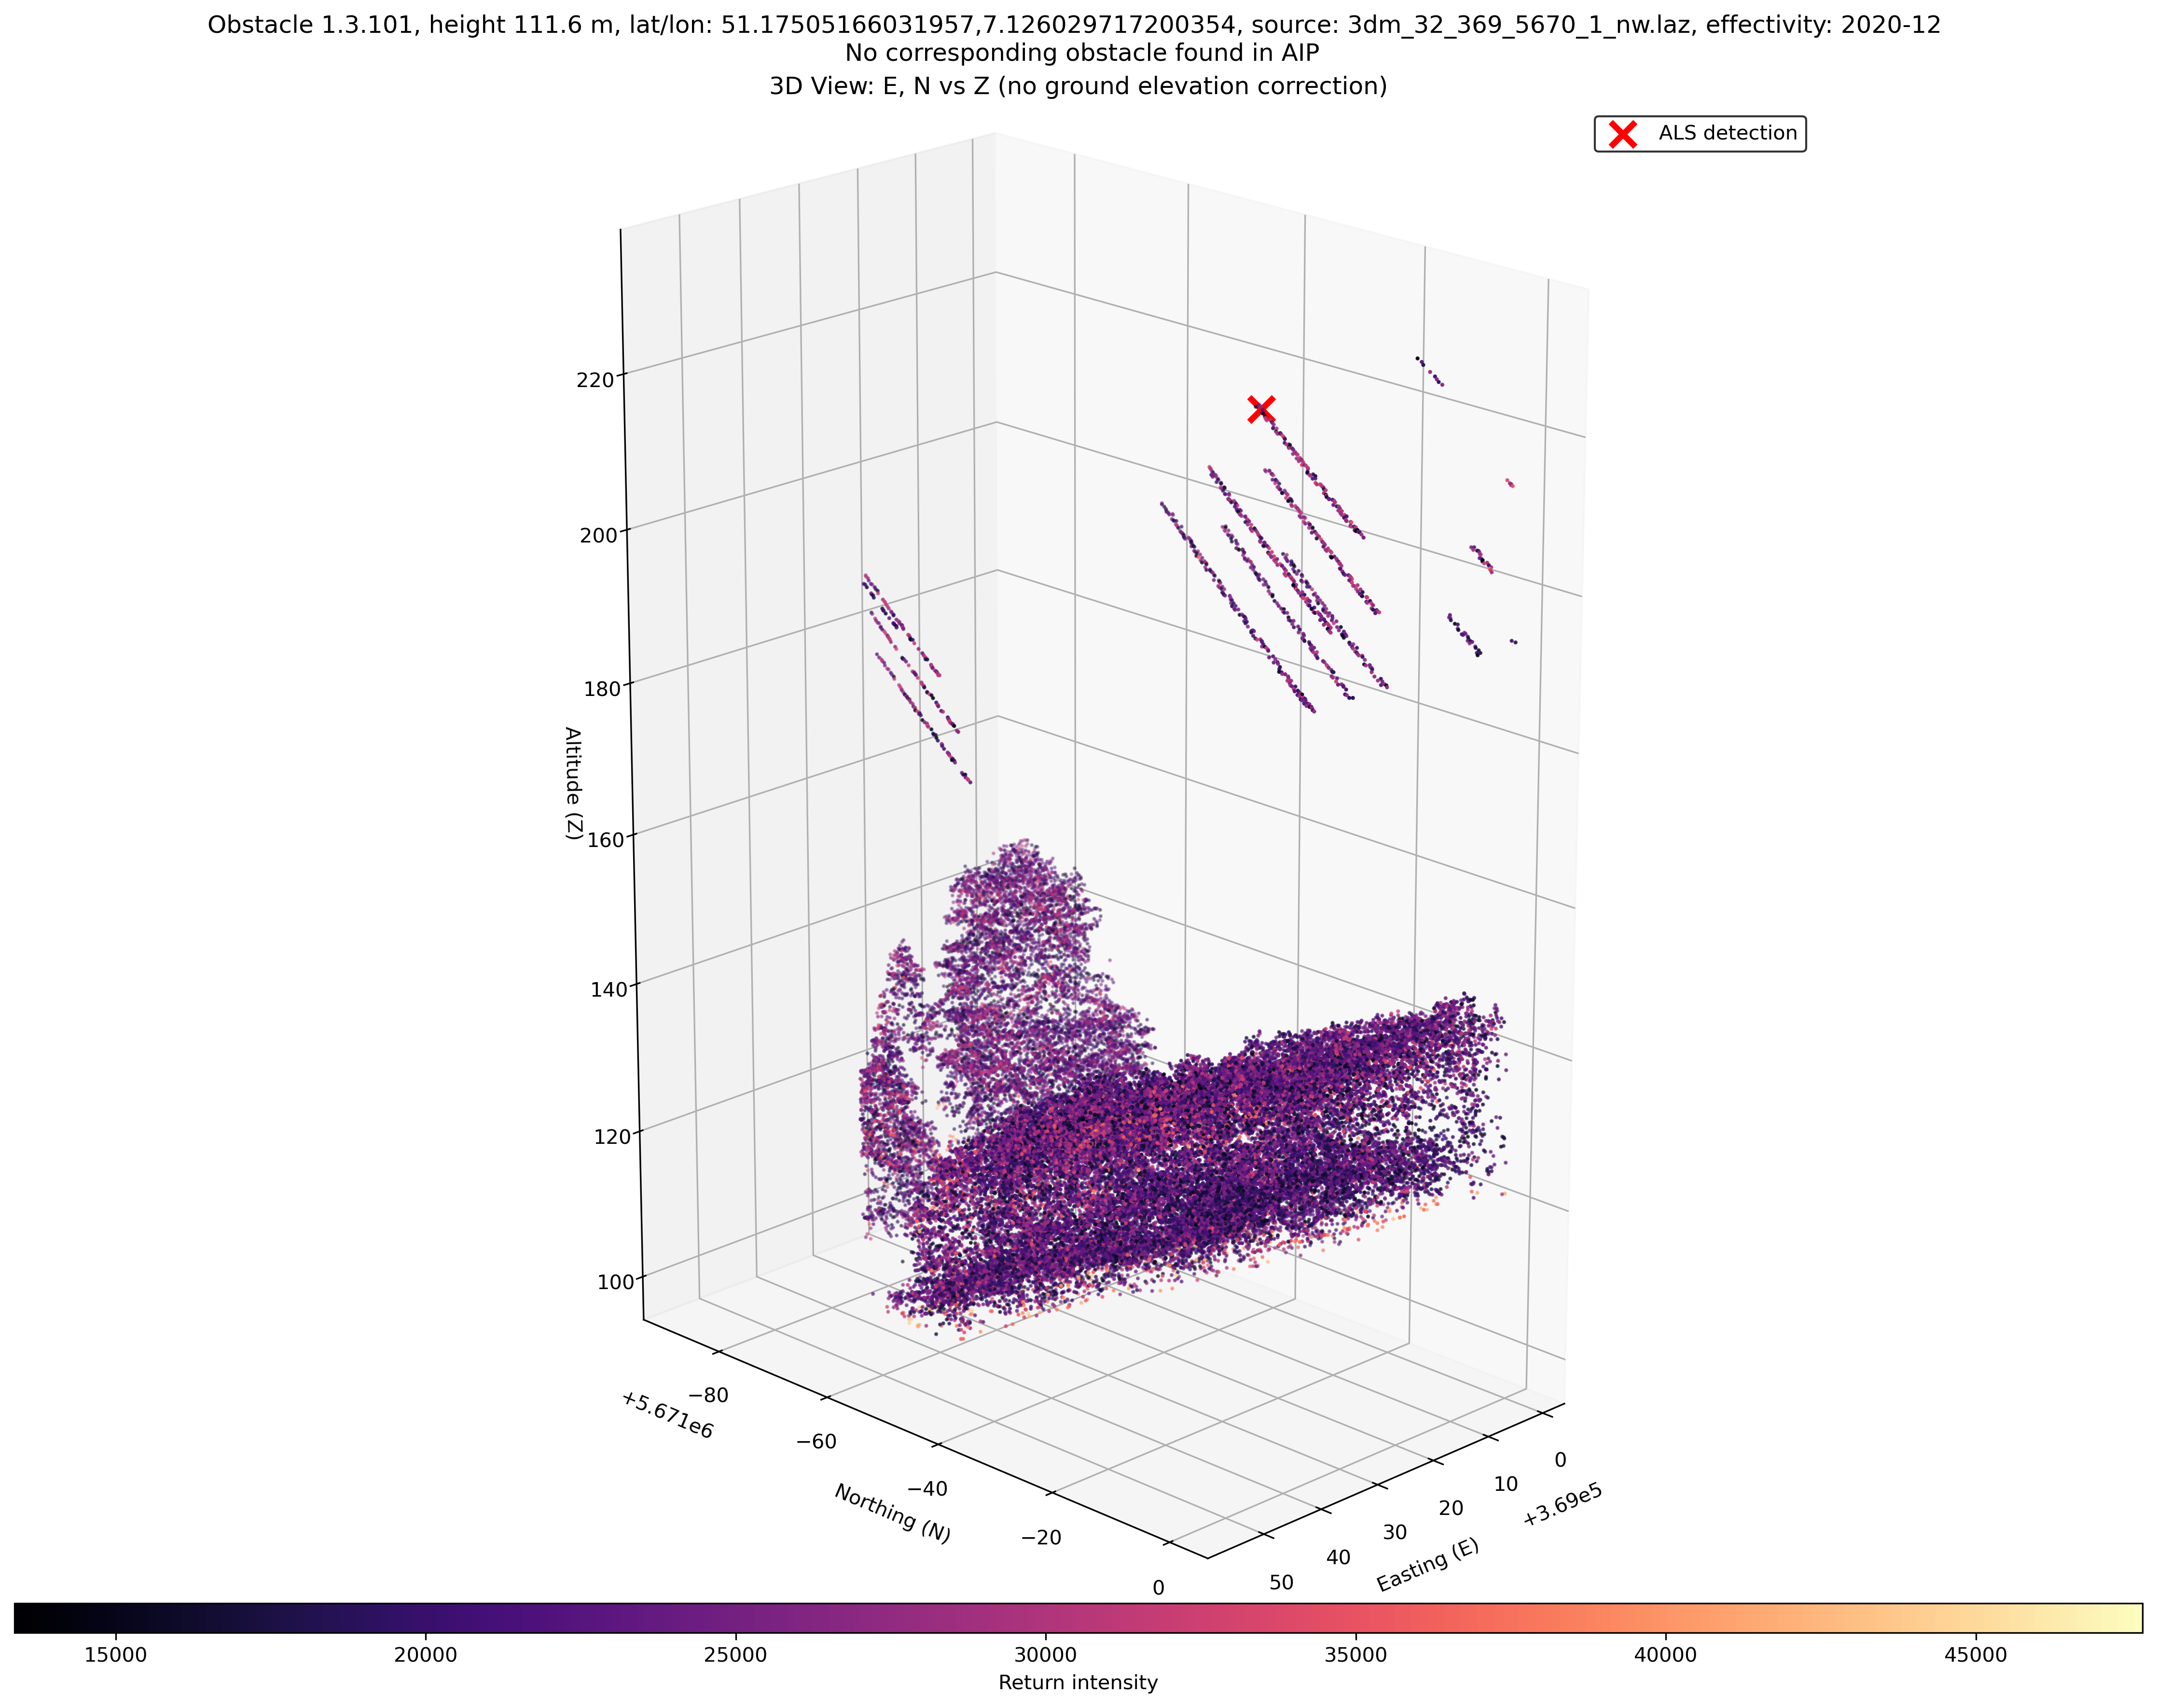 Obstacle 1.3.101, height 111.6 m, lat/lon: 51.17505166031957,7.126029717200354, source: 3dm_32_369_5670_1_nw.laz, effectivity: 2020-12
No corresponding obstacle found in AIP
3D View: E, N vs Z (no ground elevation correction)
ALS detection
220
200
180
160
140
120
100
Altitude (Z)
−80
−60
−40
−20
0
+5.671e6
Northing (N)
0
10
20
30
40
50
+3.69e5
Easting (E)
15000
20000
25000
30000
35000
40000
45000
Return intensity